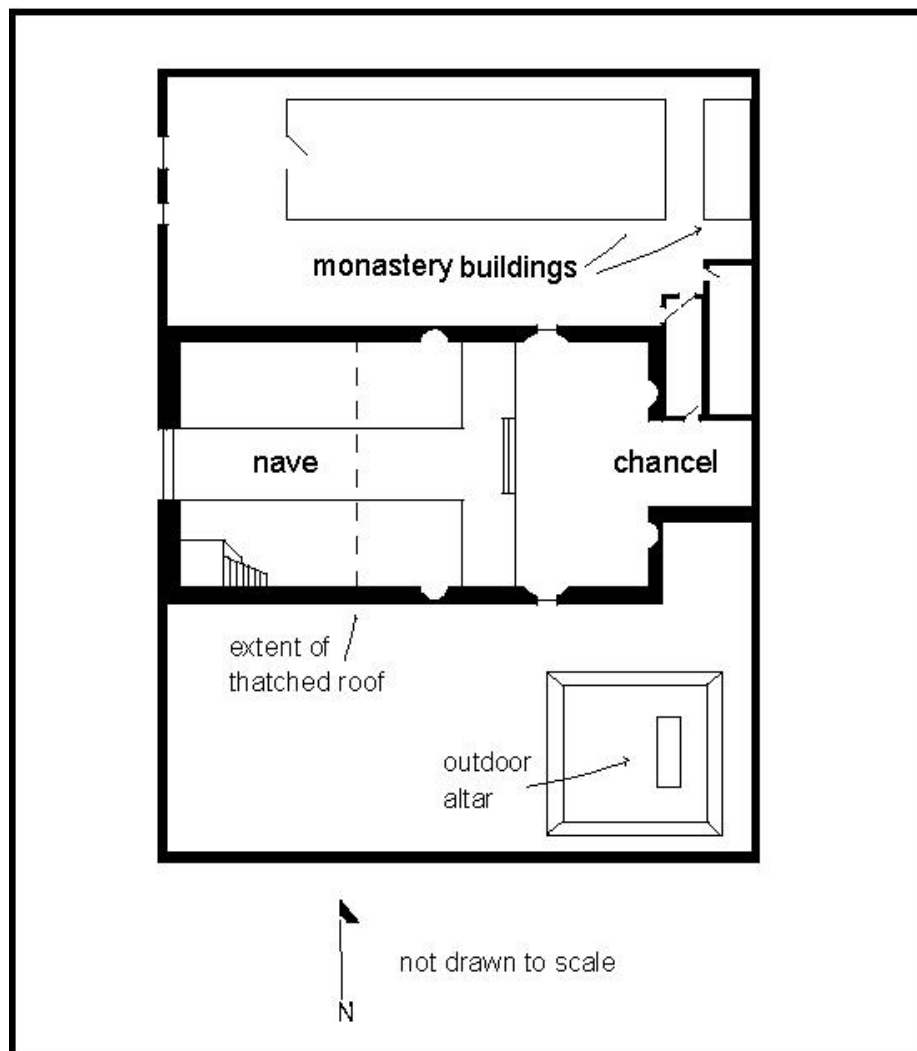 monastery buildings
nave
chancel
extent of
thatched roof
outdoor
altar
not drawn to scale
N